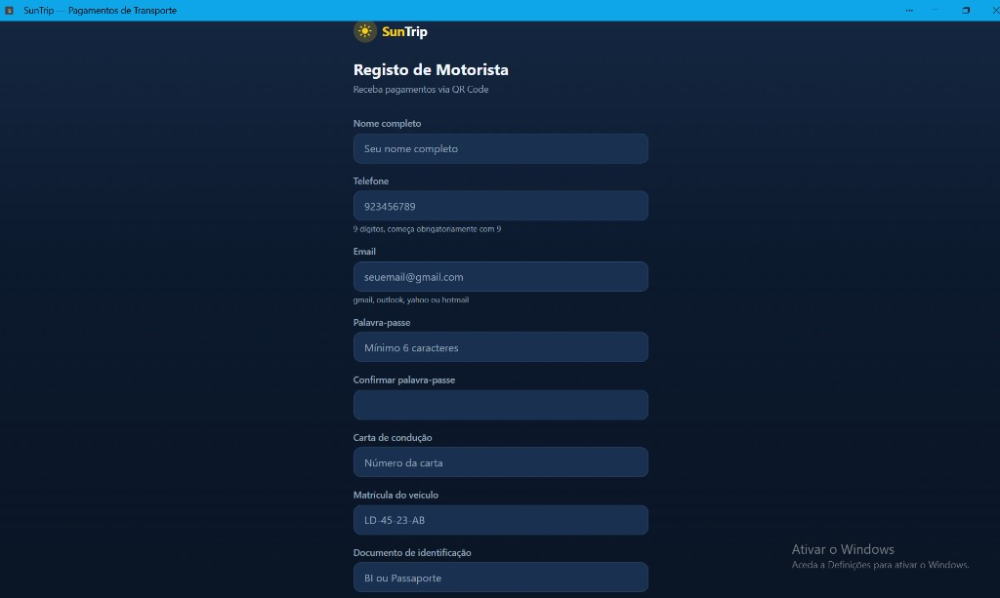 SunTrip — Pagamentos de Transporte
SunTrip
Registo de Motorista
Receba pagamentos via QR Code
Nome completo
Seu nome completo
Telefone
923456789
9 dígitos, começa obrigatoriamente com 9
Email
seuemail@gmail.com
gmail, outlook, yahoo ou hotmail
Palavra-passe
Mínimo 6 caracteres
Confirmar palavra-passe
Carta de condução
Número da carta
Matrícula do veículo
LD-45-23-AB
Documento de identificação
BI ou Passaporte
Ativar o Windows
Aceda a Definições para ativar o Windows.